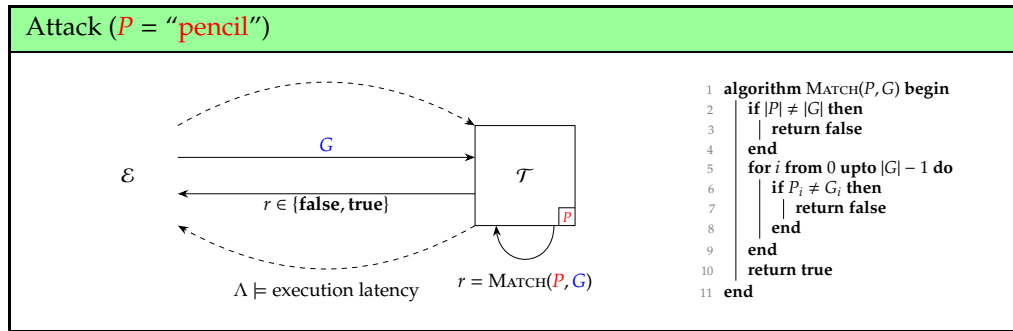 Attack (P = “pencil”)
G
ℰ
𝒯
r ∈ {false, true}
P
r = MATCH(P, G)
Λ ⊨ execution latency
1 algorithm MATCH(P, G) begin
2 if |P| ≠ |G| then
3 return false
4 end
5 for i from 0 upto |G| − 1 do
6 if Pᵢ ≠ Gᵢ then
7 return false
8 end
9 end
10 return true
11 end